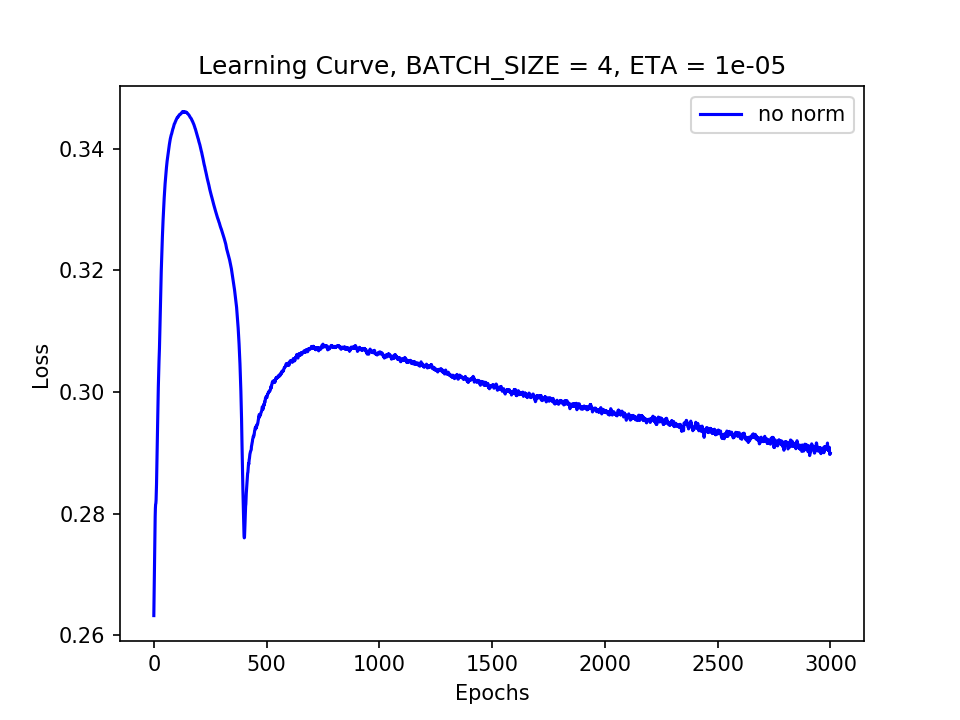 Learning Curve, BATCH_SIZE = 4, ETA = 1e-05
no norm
Loss
0.34
0.32
0.30
0.28
0.26
0 500 1000 1500 2000 2500 3000
Epochs